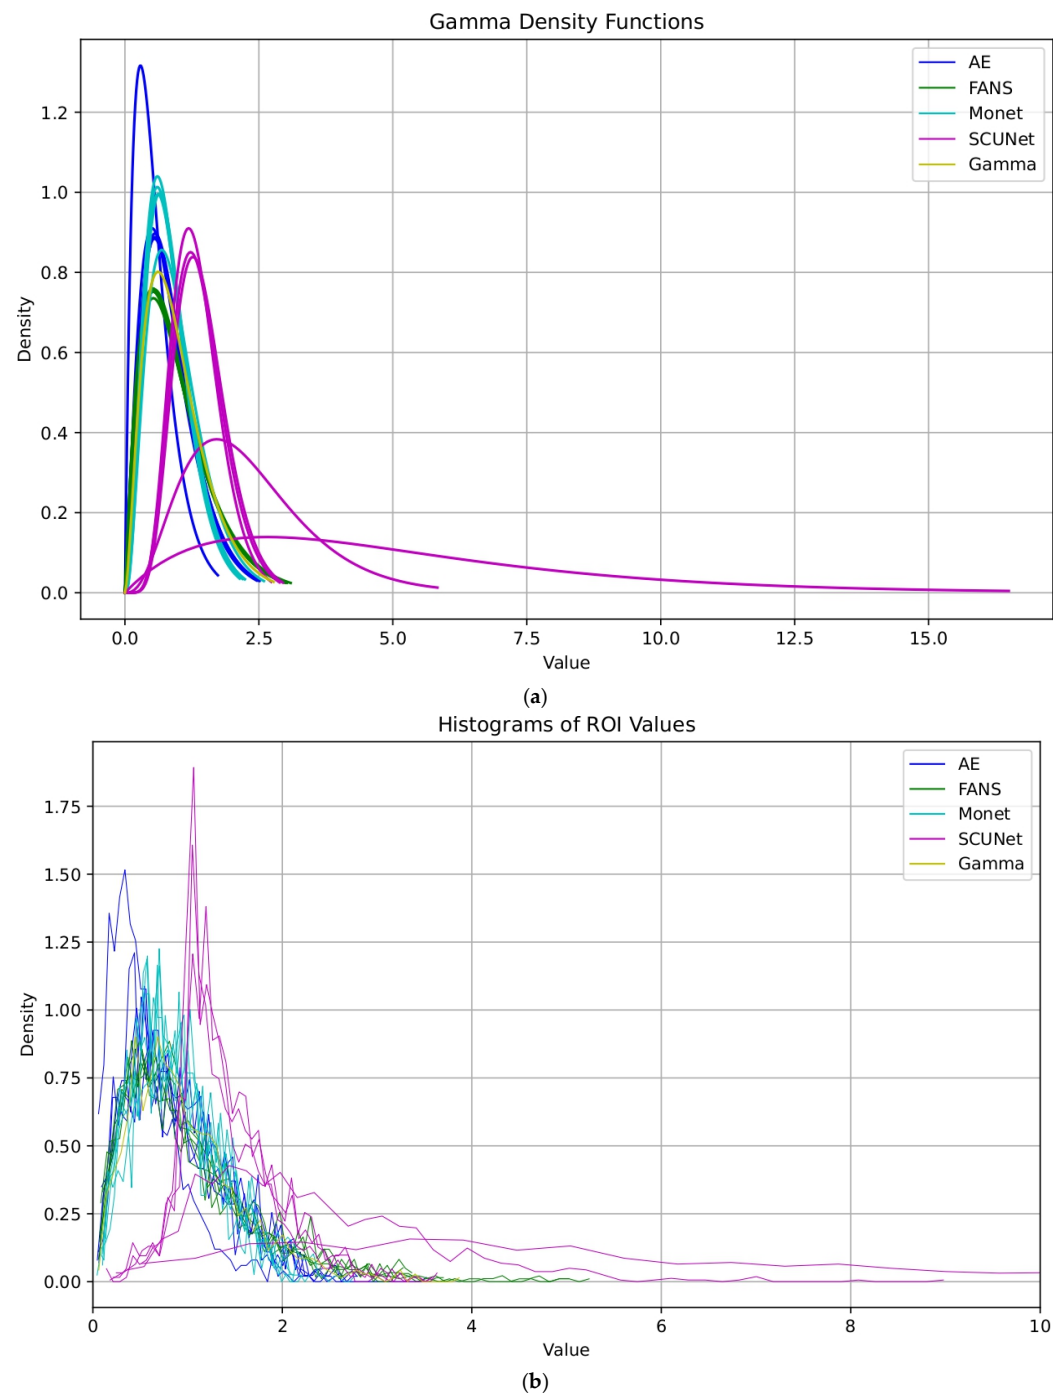 Gamma Density Functions
AE
FANS
Monet
SCUNet
Gamma
1.2
1.0
0.8
0.6
0.4
0.2
0.0
Density
0.0 2.5 5.0 7.5 10.0 12.5 15.0
Value
(a)
Histograms of ROI Values
AE
FANS
Monet
SCUNet
Gamma
1.75
1.50
1.25
1.00
0.75
0.50
0.25
0.00
Density
0 2 4 6 8 10
Value
(b)